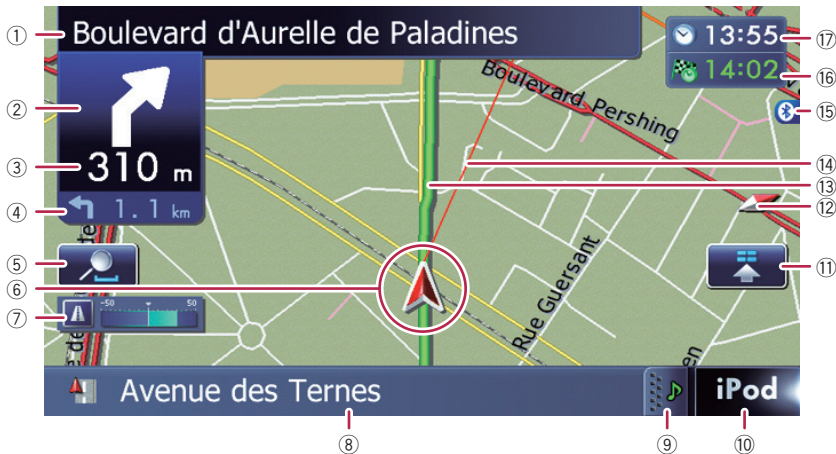 ① Boulevard d'Aurelle de Paladines
13:55 ⑰
14:02 ⑯
②
Boulevard Pershing
⑮
③ 310 m
⑭
⑬
④ 1.1 km
⑫
⑤
⑪
⑥
Rue Guersant
⑦ -50 50
de
en
Avenue des Ternes
iPod
⑧
⑨
⑩